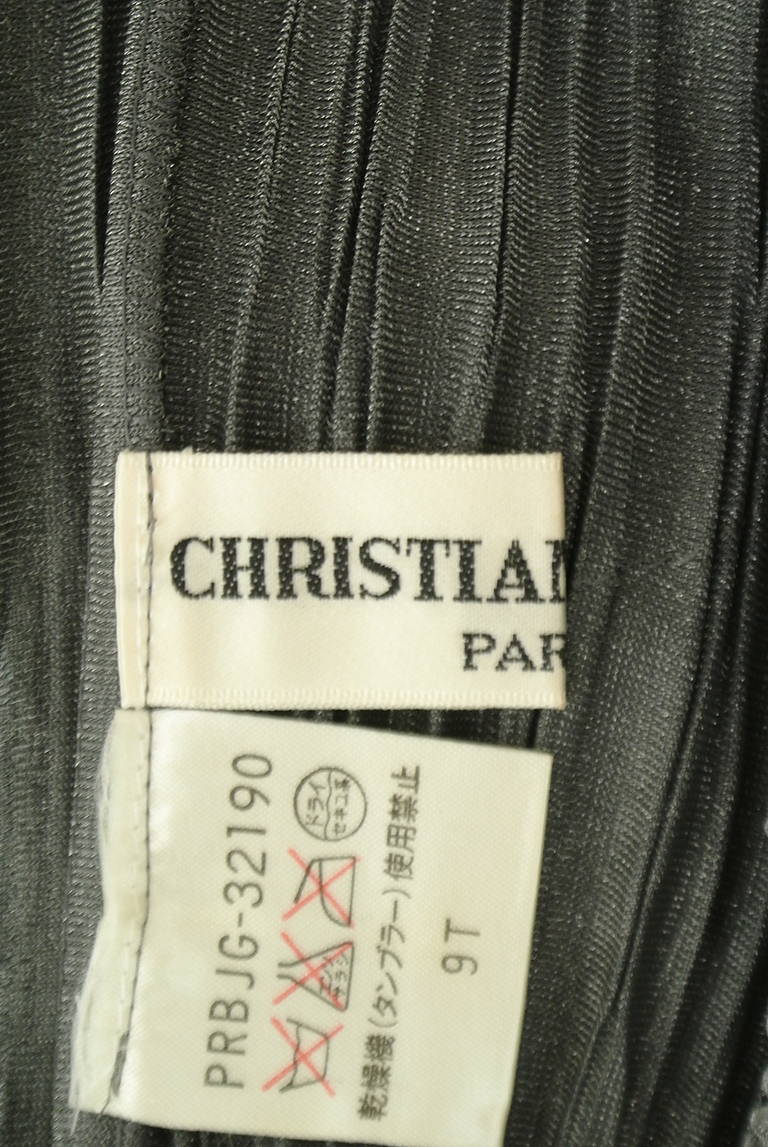 CHRISTIAN
PAR
PRBJG-32190
エンソ
サラシ
ドライ
セキユ系
乾燥機(タンブラー)使用禁止
9T